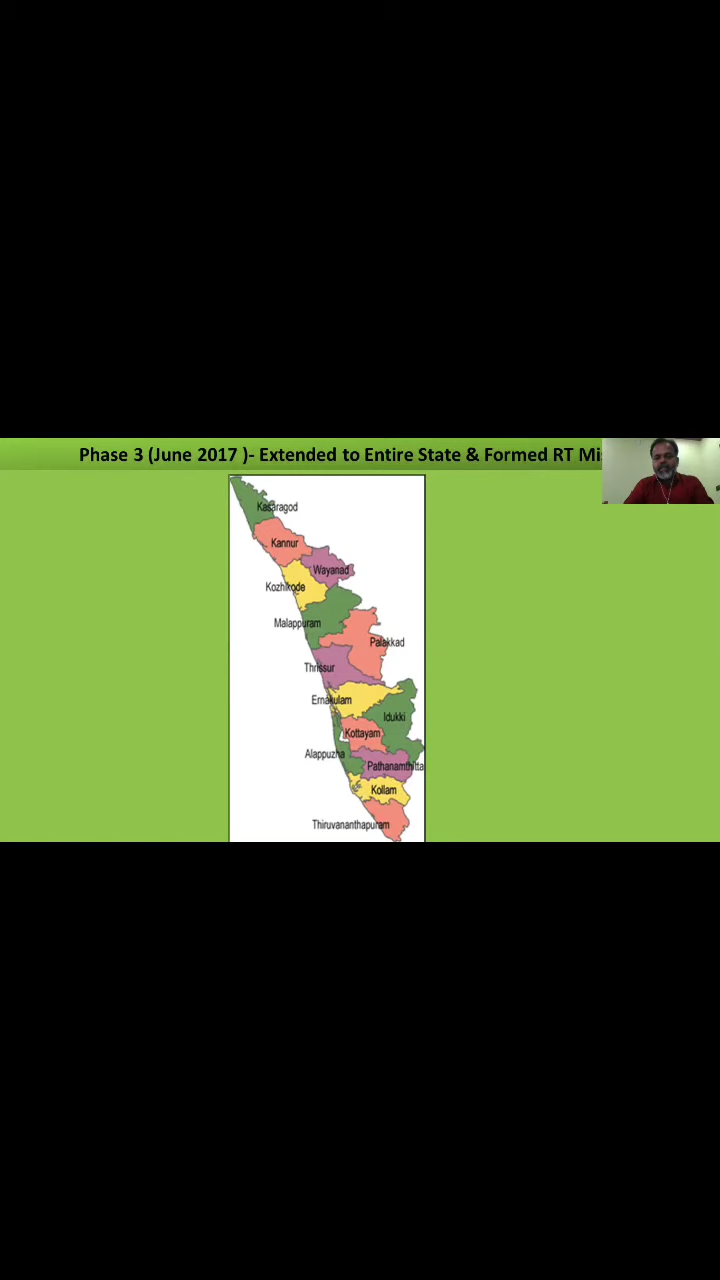 Phase 3 (June 2017 )- Extended to Entire State & Formed RT
Kasaragod
Kannur
Wayanad
Kozhikode
Malappuram
Palakkad
Thrissur
Ernakulam
Idukki
Kottayam
Alappuzha
Pathanamthitta
Kollam
Thiruvananthapuram